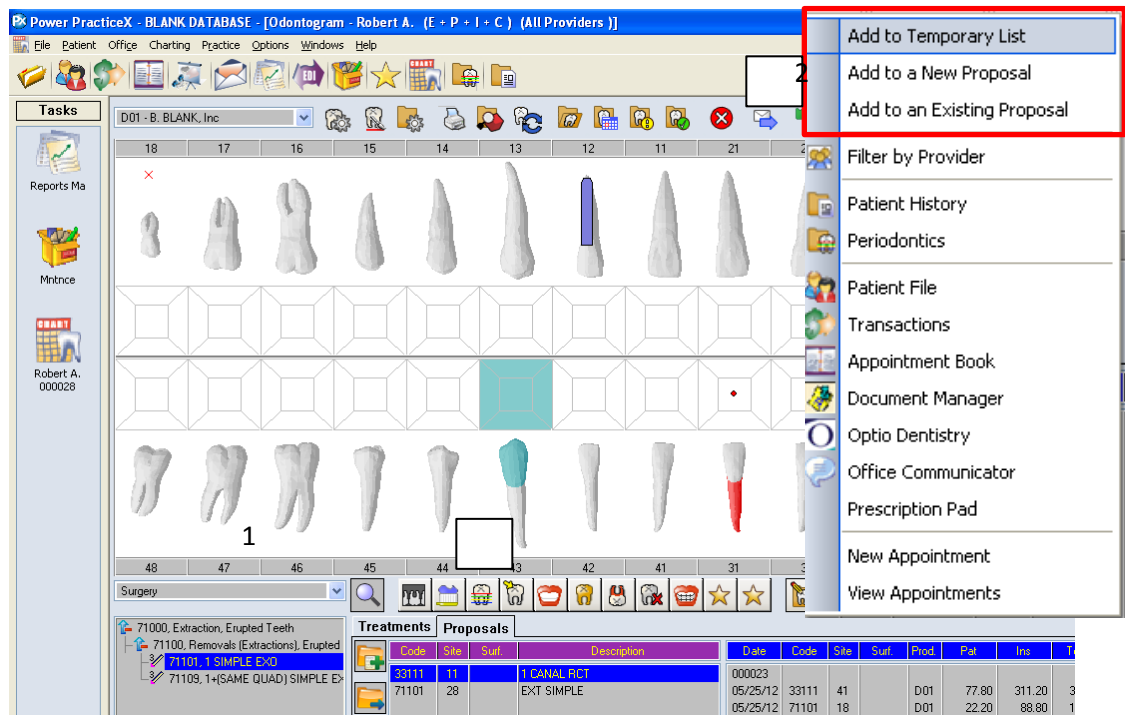 Power PracticeX - BLANK DATABASE - [Odontogram - Robert A. (E + P + I + C ) (All Providers )]
File Patient Office Charting Practice Options Windows Help
EDI
2
Tasks
D01 - B. BLANK, Inc
18 17 16 15 14 13 12 11 21
Reports Ma
Mntnce
CHART
Robert A.
000028
1
48 47 46 45 44 43 42 41 31
Surgery
71000, Extraction, Erupted Teeth
71100, Removals (Extractions), Erupted
71101, 1 SIMPLE EXO
71109, 1+(SAME QUAD) SIMPLE EX
Treatments Proposals
Code Site Surf. Description
33111 11 1 CANAL RCT
71101 28 EXT SIMPLE
Date Code Site Surf. Prod. Pat Ins
000023
05/25/12 33111 41 D01 77.80 311.20
05/25/12 71101 18 D01 22.20 88.80
Add to Temporary List
Add to a New Proposal
Add to an Existing Proposal
Filter by Provider
Patient History
Periodontics
Patient File
Transactions
Appointment Book
Document Manager
Optio Dentistry
Office Communicator
Prescription Pad
New Appointment
View Appointments